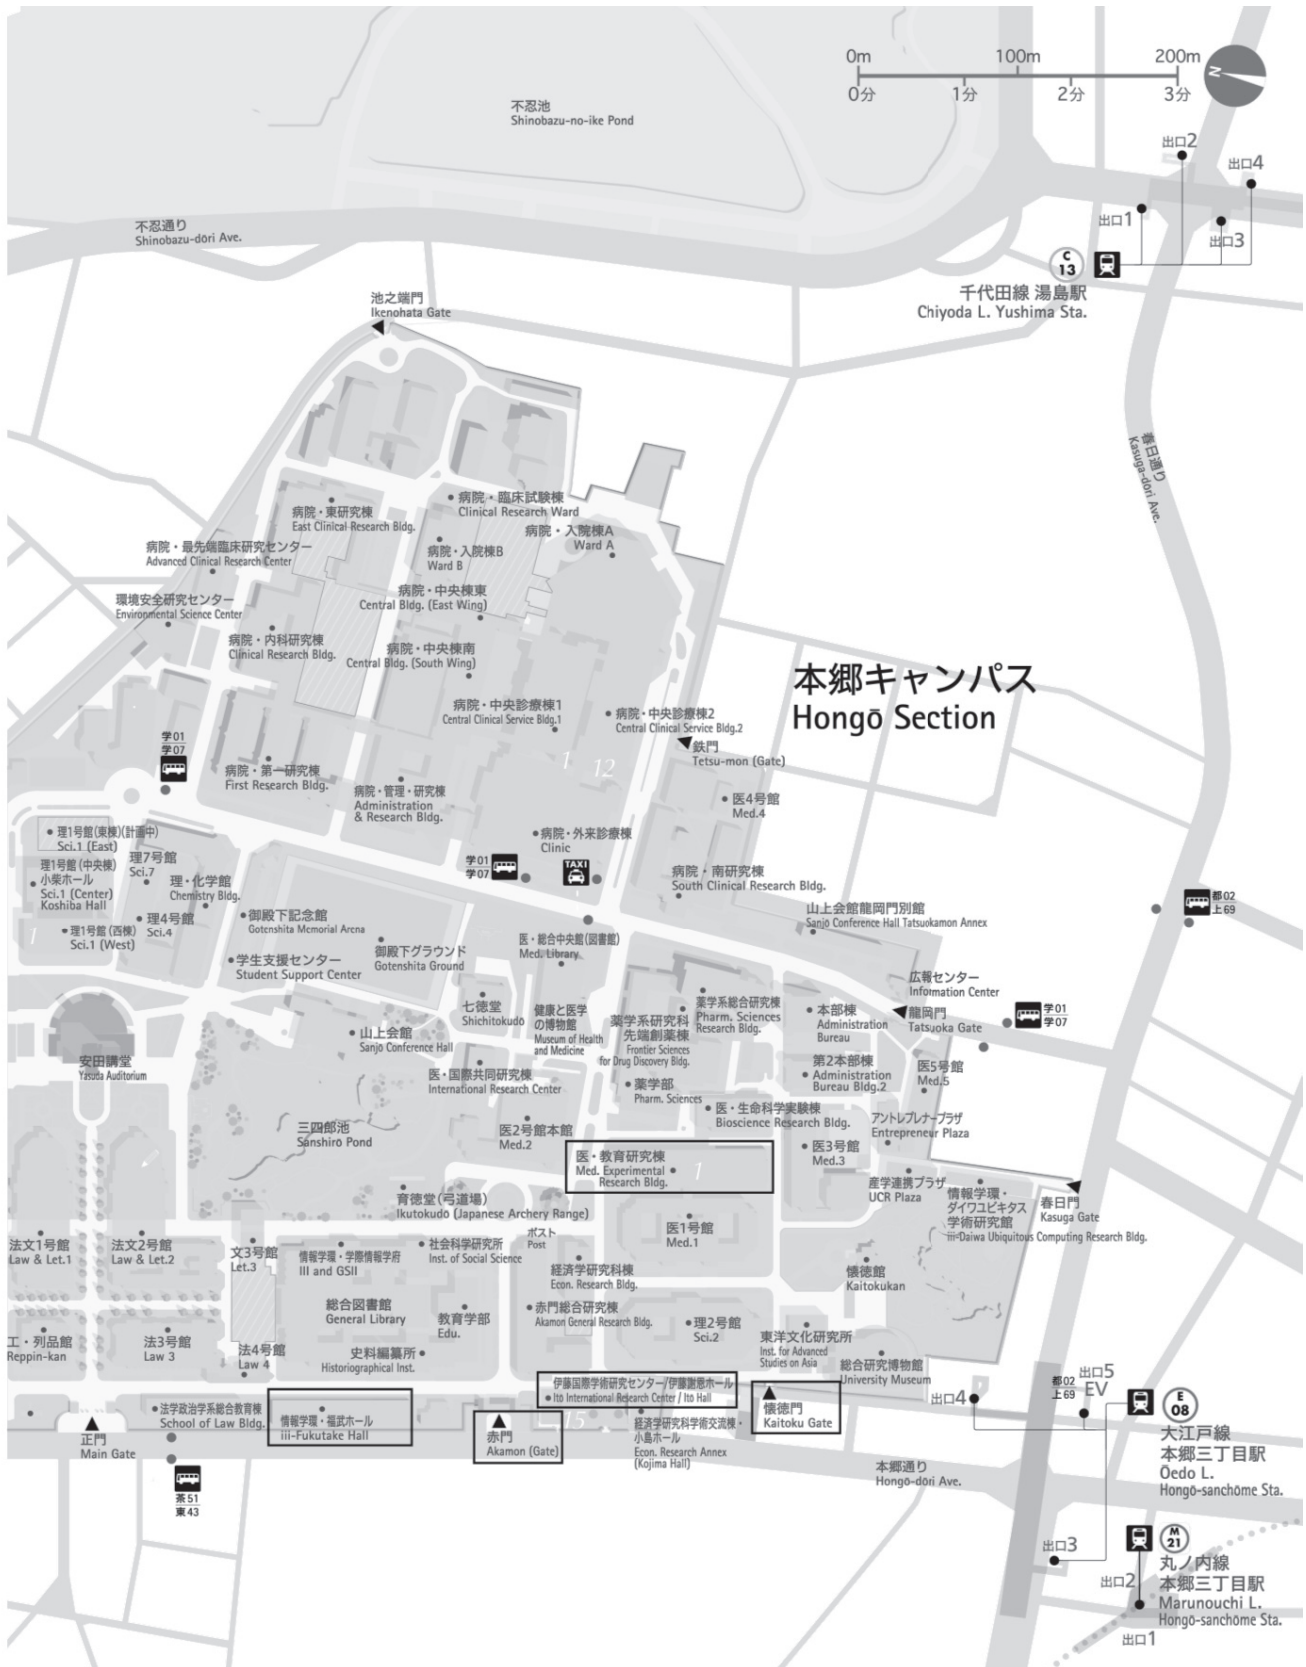 0m 100m 200m
0分 1分 2分 3分
N
不忍池
Shinobazu-no-ike Pond
出口2
出口4
出口1
出口3
不忍通り
Shinobazu-dōri Ave.
C
13
千代田線 湯島駅
Chiyoda L. Yushima Sta.
池之端門
Ikenohata Gate
春日通り
Kasuga-dōri Ave.
病院・東研究棟
East Clinical Research Bldg.
病院・臨床試験棟
Clinical Research Ward
病院・入院棟A
Ward A
病院・入院棟B
Ward B
病院・最先端臨床研究センター
Advanced Clinical Research Center
病院・中央棟東
Central Bldg. (East Wing)
環境安全研究センター
Environmental Science Center
病院・内科研究棟
Clinical Research Bldg.
病院・中央棟南
Central Bldg. (South Wing)
本郷キャンパス
Hongō Section
病院・中央診療棟1
Central Clinical Service Bldg.1
病院・中央診療棟2
Central Clinical Service Bldg.2
鉄門
Tetsu-mon (Gate)
学01
学07
病院・第一研究棟
First Research Bldg.
病院・管理・研究棟
Administration
& Research Bldg.
1 12
医4号館
Med.4
理1号館(東棟)(計画中)
Sci.1 (East)
病院・外来診療棟
Clinic
学01
学07
TAXI
理1号館(中央棟)
小柴ホール
Sci.1 (Center)
Koshiba Hall
理7号館
Sci.7
理・化学館
Chemistry Bldg.
病院・南研究棟
South Clinical Research Bldg.
都02
上69
理4号館
Sci.4
理1号館(西棟)
Sci.1 (West)
1
御殿下記念館
Gotenshita Memorial Arena
山上会館龍岡門別館
Sanjō Conference Hall Tatsuokamon Annex
学生支援センター
Student Support Center
御殿下グラウンド
Gotenshita Ground
医・総合中央館(図書館)
Med. Library
広報センター
Information Center
七徳堂
Shichitokudō
健康と医学
の博物館
Museum of Health
and Medicine
薬学系総合研究棟
Pharm. Sciences
Research Bldg.
薬学系研究科
先端創薬棟
Frontier Sciences
for Drug Discovery Bldg.
本部棟
Administration
Bureau
龍岡門
Tatsuoka Gate
学01
学07
山上会館
Sanjō Conference Hall
安田講堂
Yasuda Auditorium
医・国際共同研究棟
International Research Center
薬学部
Pharm. Sciences
第2本部棟
Administration
Bureau Bldg.2
医5号館
Med.5
三四郎池
Sanshiro Pond
医2号館本館
Med.2
医・生命科学実験棟
Bioscience Research Bldg.
アントレプレナープラザ
Entrepreneur Plaza
医・教育研究棟
Med. Experimental
Research Bldg.
1
医3号館
Med.3
産学連携プラザ
UCR Plaza
育徳堂(弓道場)
Ikutokudō (Japanese Archery Range)
情報学環・
ダイワユビキタス
学術研究館
iii-Daiwa Ubiquitous Computing Research Bldg.
春日門
Kasuga Gate
法文1号館
Law & Let.1
法文2号館
Law & Let.2
文3号館
Let.3
情報学環・学際情報学府
III and GSII
社会科学研究所
Inst. of Social Science
ポスト
Post
医1号館
Med.1
経済学研究科棟
Econ. Research Bldg.
懐徳館
Kaitokukan
総合図書館
General Library
教育学部
Edu.
赤門総合研究棟
Akamon General Research Bldg.
理2号館
Sci.2
工・列品館
Reppin-kan
法3号館
Law 3
法4号館
Law 4
史料編纂所
Historiographical Inst.
東洋文化研究所
Inst. for Advanced
Studies on Asia
総合研究博物館
University Museum
伊藤国際学術研究センター/伊藤謝恩ホール
Ito International Research Center / Ito Hall
出口4
都02
上69
出口5
EV
E
08
大江戸線
本郷三丁目駅
Ōedo L.
Hongō-sanchōme Sta.
正門
Main Gate
法学政治学系総合教育棟
School of Law Bldg.
情報学環・福武ホール
iii-Fukutake Hall
赤門
Akamon (Gate)
15
経済学研究科学術交流棟・
小島ホール
Econ. Research Annex
(Kojima Hall)
懐徳門
Kaitoku Gate
本郷通り
Hongō-dōri Ave.
茶51
東43
出口3
M
21
丸ノ内線
本郷三丁目駅
Marunouchi L.
Hongō-sanchōme Sta.
出口2
出口1